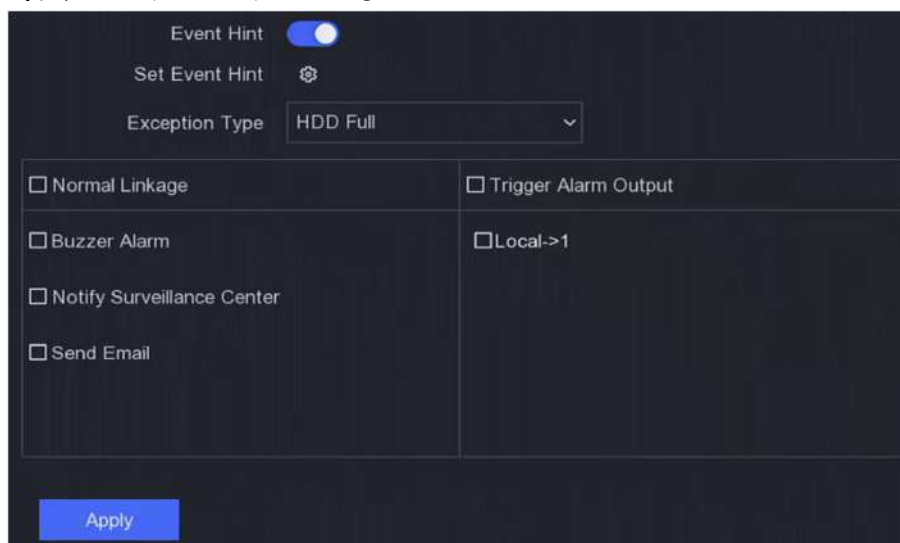 Event Hint
Set Event Hint
Exception Type HDD Full
Normal Linkage
Trigger Alarm Output
Buzzer Alarm
Local->1
Notify Surveillance Center
Send Email
Apply